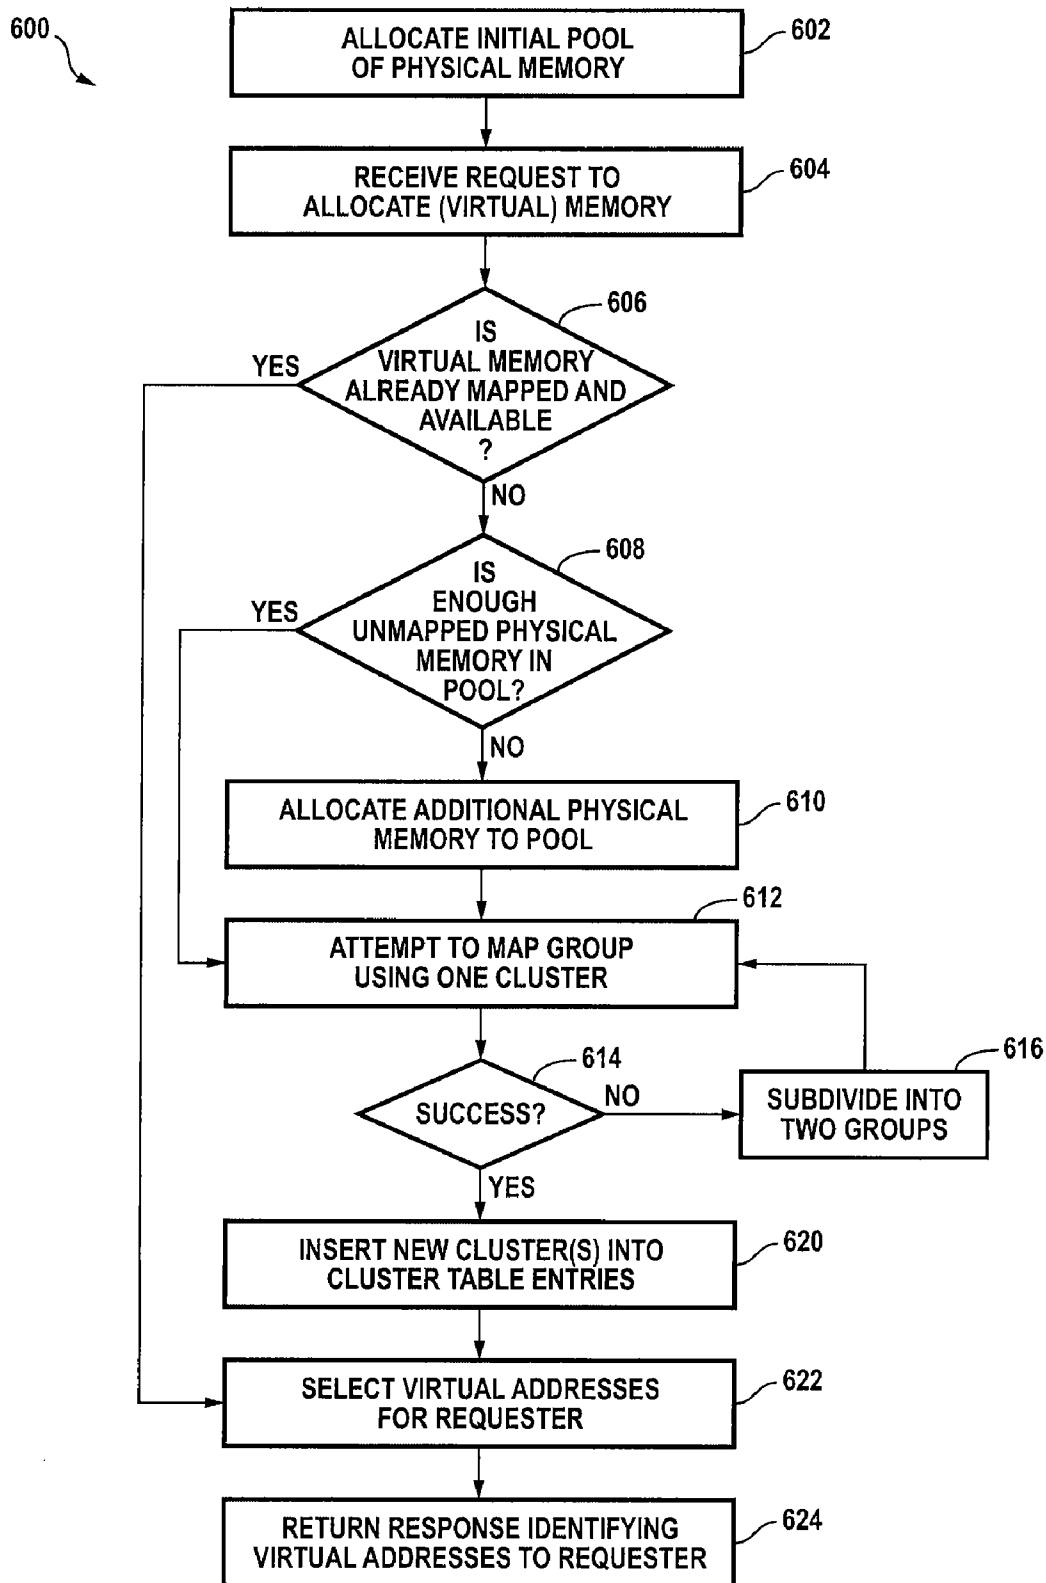 600
ALLOCATE INITIAL POOL
OF PHYSICAL MEMORY
602
RECEIVE REQUEST TO
ALLOCATE (VIRTUAL) MEMORY
604
606
IS
VIRTUAL MEMORY
ALREADY MAPPED AND
AVAILABLE
?
YES
NO
608
IS
ENOUGH
UNMAPPED PHYSICAL
MEMORY IN
POOL?
YES
NO
ALLOCATE ADDITIONAL PHYSICAL
MEMORY TO POOL
610
612
ATTEMPT TO MAP GROUP
USING ONE CLUSTER
614
SUCCESS?
NO
616
SUBDIVIDE INTO
TWO GROUPS
YES
INSERT NEW CLUSTER(S) INTO
CLUSTER TABLE ENTRIES
620
SELECT VIRTUAL ADDRESSES
FOR REQUESTER
622
RETURN RESPONSE IDENTIFYING
VIRTUAL ADDRESSES TO REQUESTER
624